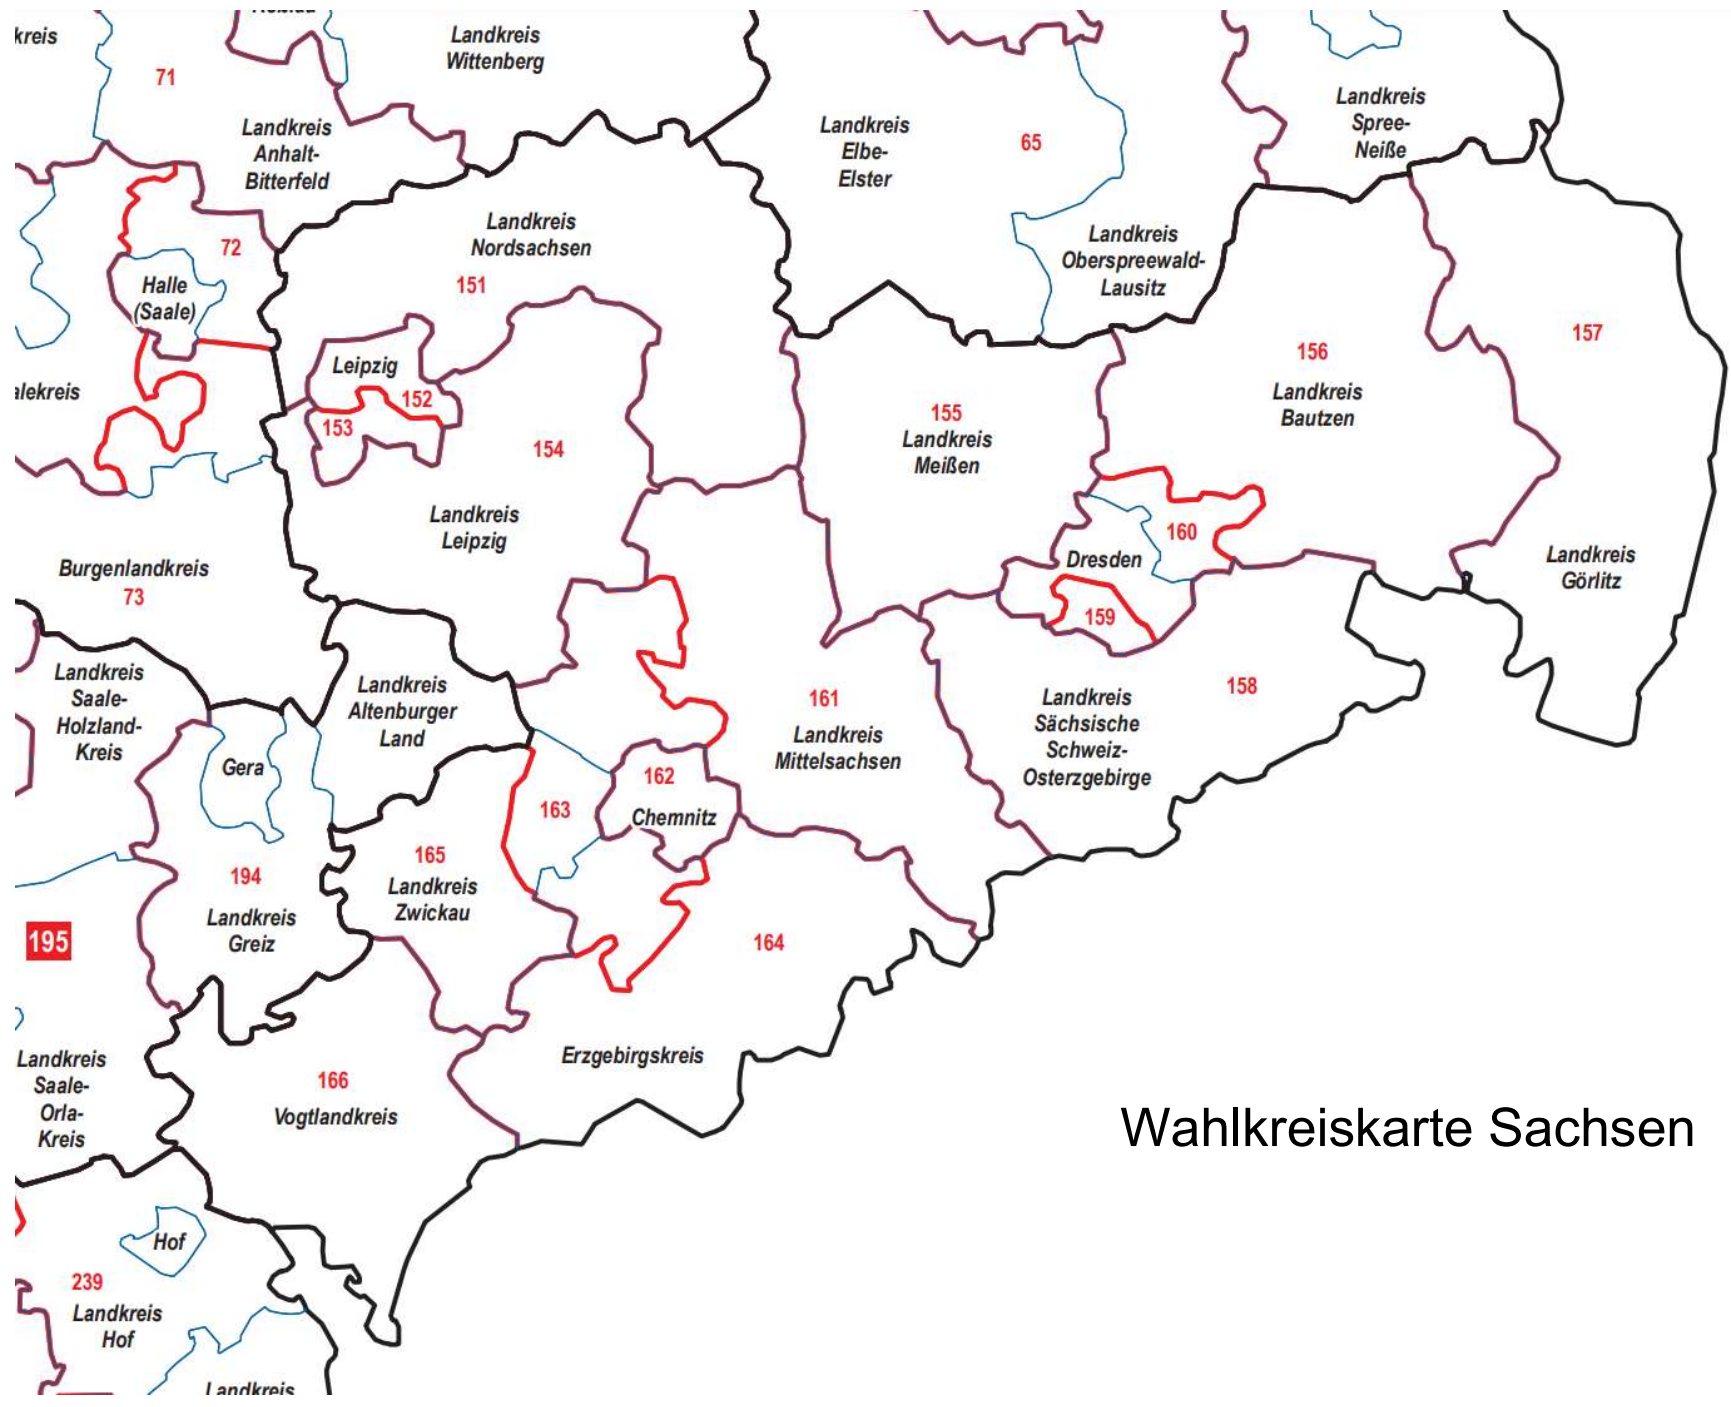 kreis
71
Landkreis
Wittenberg
Landkreis
Anhalt-
Bitterfeld
Landkreis
Elbe-
Elster
65
Landkreis
Spree-
Neiße
72
Halle
(Saale)
Landkreis
Nordsachsen
151
Landkreis
Oberspreewald-
Lausitz
157
156
Landkreis
Bautzen
Leipzig
152
153
alekreis
154
155
Landkreis
Meißen
Landkreis
Leipzig
160
Dresden
159
Landkreis
Görlitz
Burgenlandkreis
73
Landkreis
Saale-
Holzland-
Kreis
Landkreis
Altenburger
Land
161
Landkreis
Mittelsachsen
158
Landkreis
Sächsische
Schweiz-
Osterzgebirge
Gera
162
Chemnitz
163
165
Landkreis
Zwickau
194
Landkreis
Greiz
195
164
Landkreis
Saale-
Orla-
Kreis
166
Vogtlandkreis
Erzgebirgskreis
Wahlkreiskarte Sachsen
Hof
239
Landkreis
Hof
Landkreis